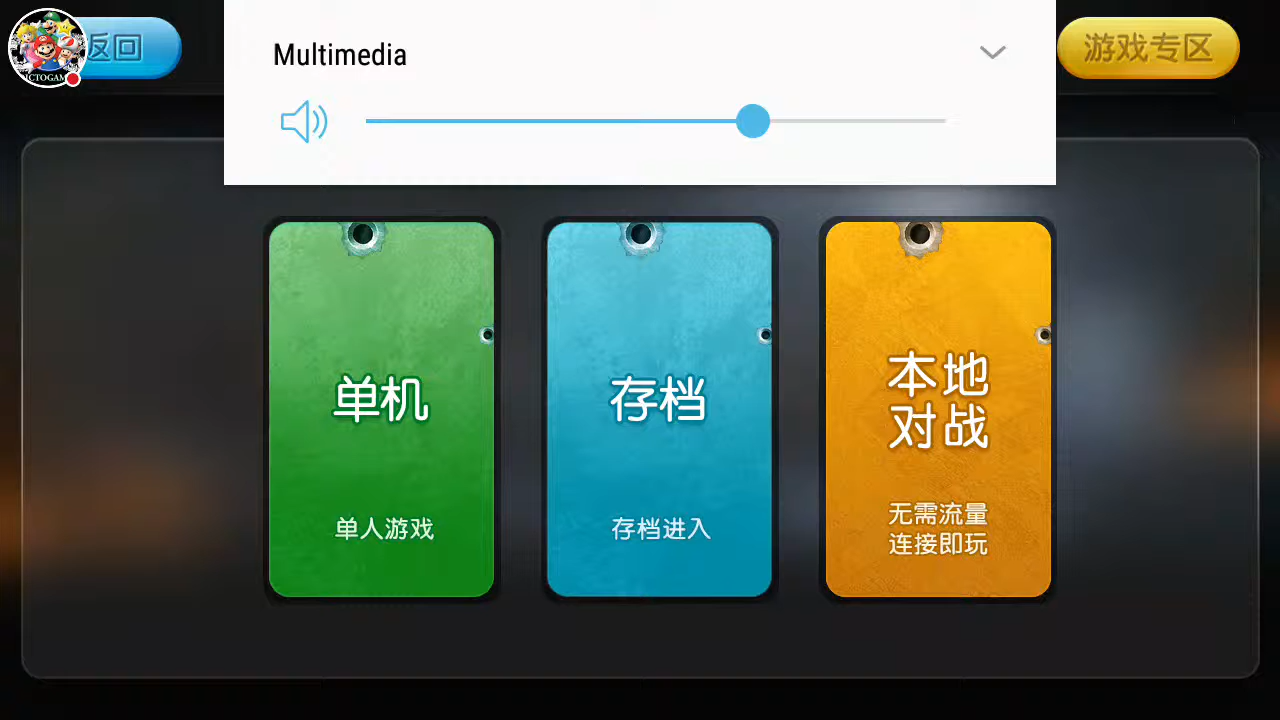 返回
CTOGAM
Multimedia
游戏专区
单机
单人游戏
存档
存档进入
本地
对战
无需流量
连接即玩